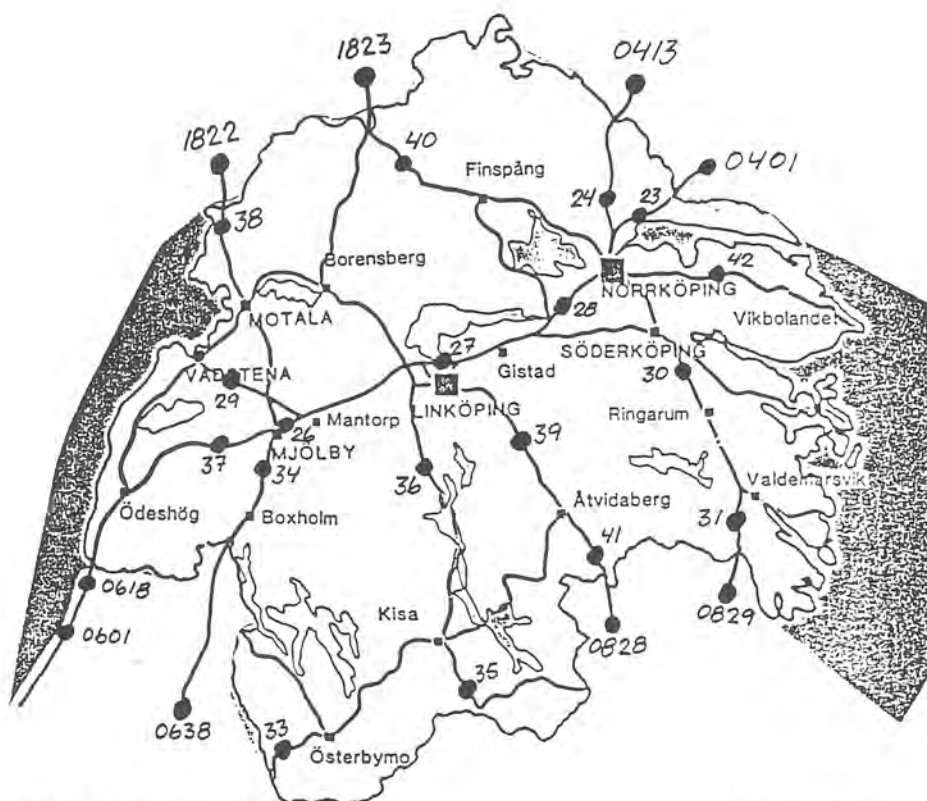 1823
0413
1822
40
0401
Finspång
24
23
38
Borensberg
42
NORRKÖPING
28
MOTALA
Vikbolandet
27
SÖDERKÖPING
Gistad
VADSTENA
30
29
LINKÖPING
Ringarum
26
Mantorp
39
37
MJÖLBY
34
36
Valdemarsvik
Ödeshög
Åtvidaberg
Boxholm
31
41
0618
0829
Kisa
0601
0828
35
0638
33
Österbymo